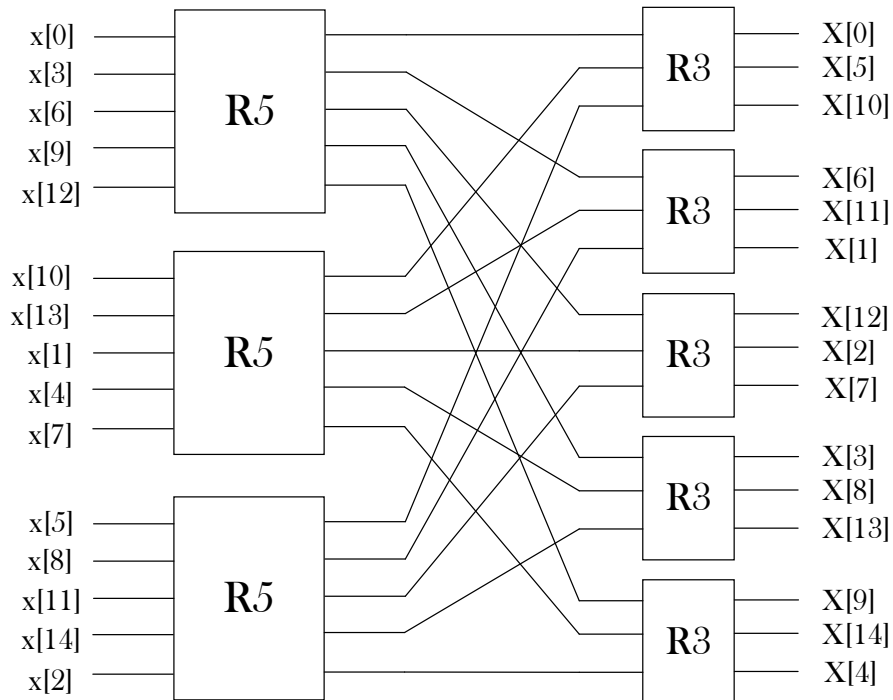 x[0]
x[3]
x[6]
x[9]
x[12]
R5
x[10]
x[13]
x[1]
x[4]
x[7]
R5
x[5]
x[8]
x[11]
x[14]
x[2]
R5
R3
X[0]
X[5]
X[10]
R3
X[6]
X[11]
X[1]
R3
X[12]
X[2]
X[7]
R3
X[3]
X[8]
X[13]
R3
X[9]
X[14]
X[4]